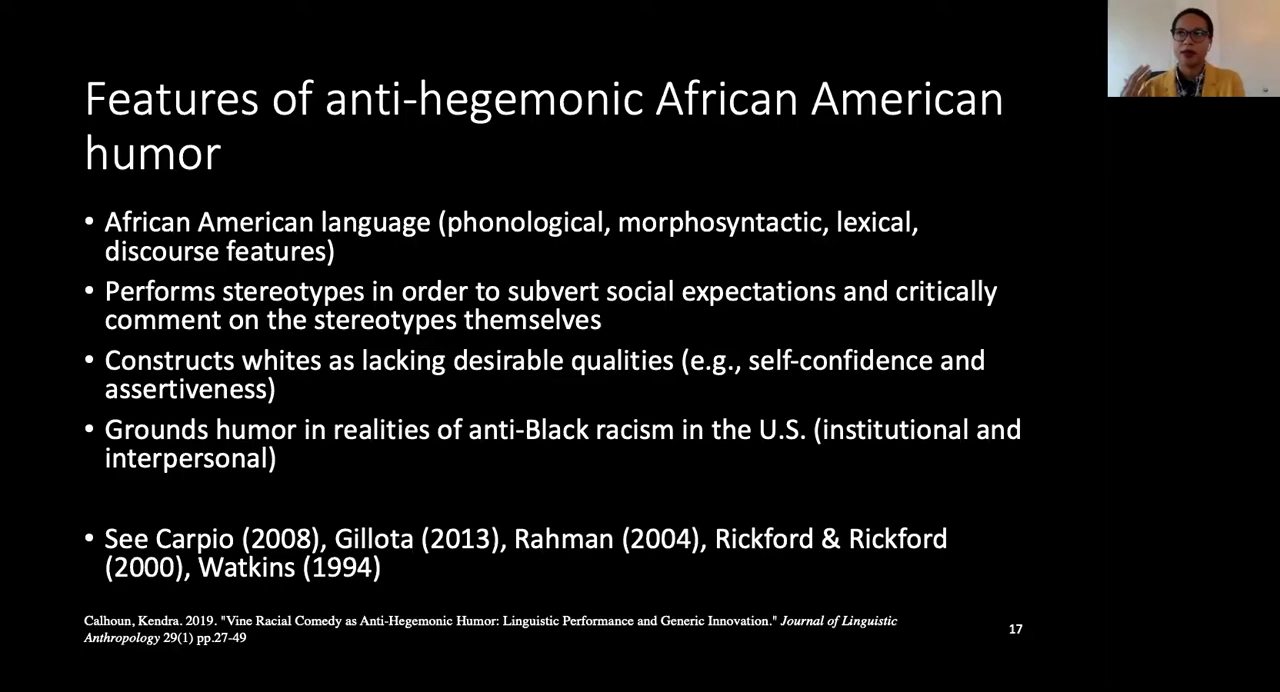 Features of anti-hegemonic African American
humor
• African American language (phonological, morphosyntactic, lexical,
discourse features)
• Performs stereotypes in order to subvert social expectations and critically
comment on the stereotypes themselves
• Constructs whites as lacking desirable qualities (e.g., self-confidence and
assertiveness)
• Grounds humor in realities of anti-Black racism in the U.S. (institutional and
interpersonal)
• See Carpio (2008), Gillota (2013), Rahman (2004), Rickford & Rickford
(2000), Watkins (1994)
Calhoun, Kendra. 2019. "Vine Racial Comedy as Anti-Hegemonic Humor: Linguistic Performance and Generic Innovation." Journal of Linguistic
Anthropology 29(1) pp.27-49
17